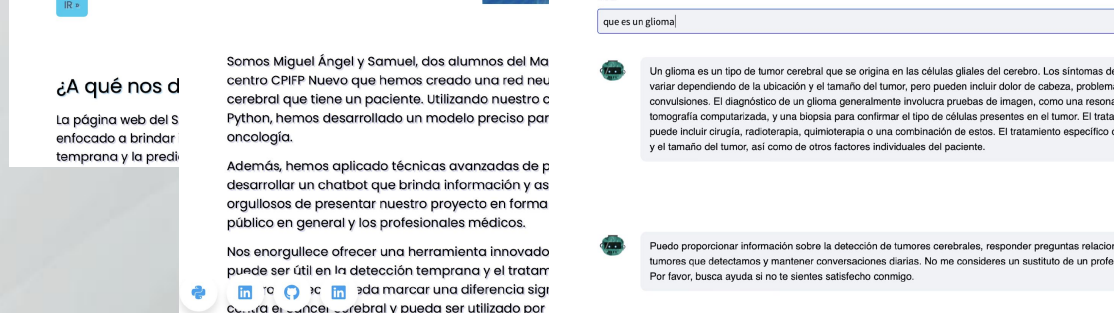 IR »
¿A qué nos d
La página web del S
enfocado a brindar
temprana y la predi
Somos Miguel Ángel y Samuel, dos alumnos del Ma
centro CPIFP Nuevo que hemos creado una red neu
cerebral que tiene un paciente. Utilizando nuestro c
Python, hemos desarrollado un modelo preciso par
oncología.
Además, hemos aplicado técnicas avanzadas de p
desarrollar un chatbot que brinda información y as
orgullosos de presentar nuestro proyecto en forma
público en general y los profesionales médicos.
Nos enorgullece ofrecer una herramienta innovado
puede ser útil en la detección temprana y el tratam
eda marcar una diferencia sig
contra el cáncer cerebral y pueda ser utilizado por
que es un glioma
Un glioma es un tipo de tumor cerebral que se origina en las células gliales del cerebro. Los síntomas de
variar dependiendo de la ubicación y el tamaño del tumor, pero pueden incluir dolor de cabeza, problema
convulsiones. El diagnóstico de un glioma generalmente involucra pruebas de imagen, como una resona
tomografía computarizada, y una biopsia para confirmar el tipo de células presentes en el tumor. El trata
puede incluir cirugía, radioterapia, quimioterapia o una combinación de estos. El tratamiento específico d
y el tamaño del tumor, así como de otros factores individuales del paciente.
Puedo proporcionar información sobre la detección de tumores cerebrales, responder preguntas relacion
tumores que detectamos y mantener conversaciones diarias. No me consideres un sustituto de un profe
Por favor, busca ayuda si no te sientes satisfecho conmigo.